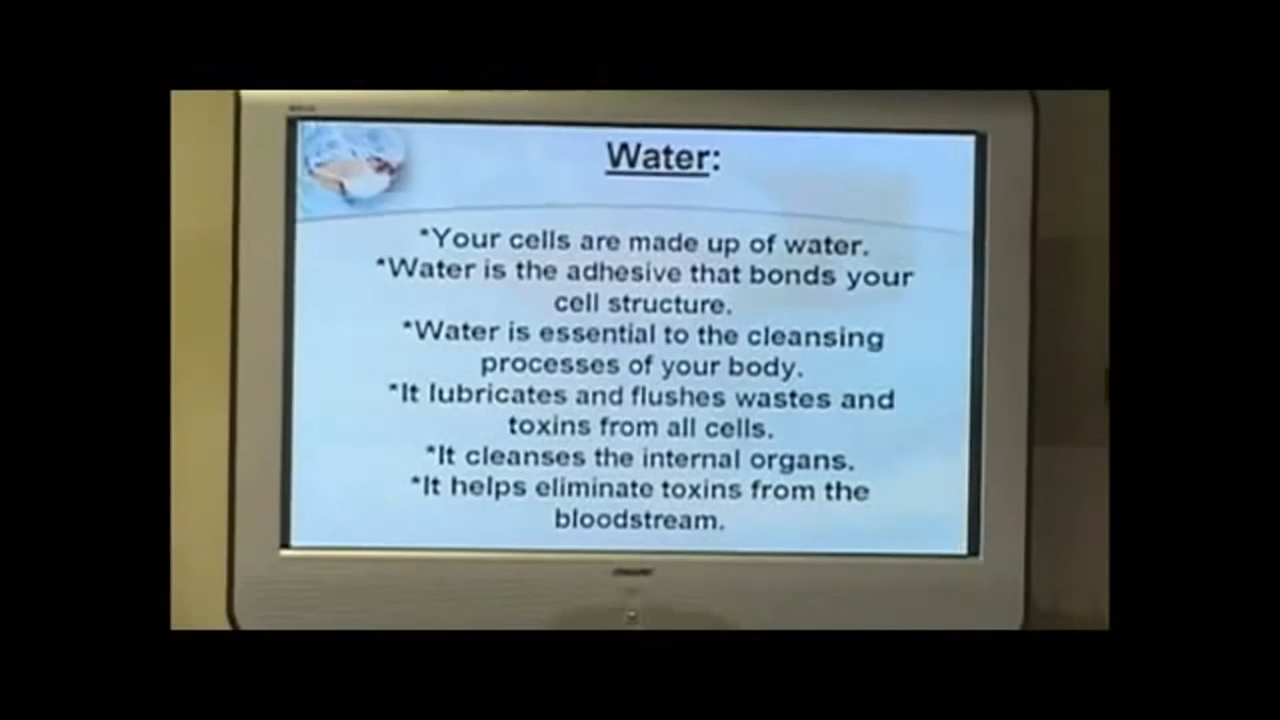 Water:
*Your cells are made up of water.
*Water is the adhesive that bonds your
cell structure.
*Water is essential to the cleansing
processes of your body.
*It lubricates and flushes wastes and
toxins from all cells.
*It cleanses the internal organs.
*It helps eliminate toxins from the
bloodstream.